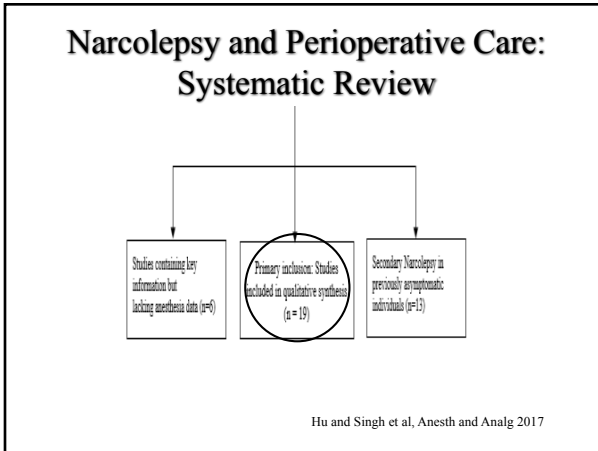 Narcolepsy and Perioperative Care:
Systematic Review
Studies containing key
information but
lacking anesthesia data (n=6)
Primary inclusion: Studies
included in qualitative synthesis
(n = 19)
Secondary Narcolepsy in
previously asymptomatic
individuals (n=13)
Hu and Singh et al, Anesth and Analg 2017